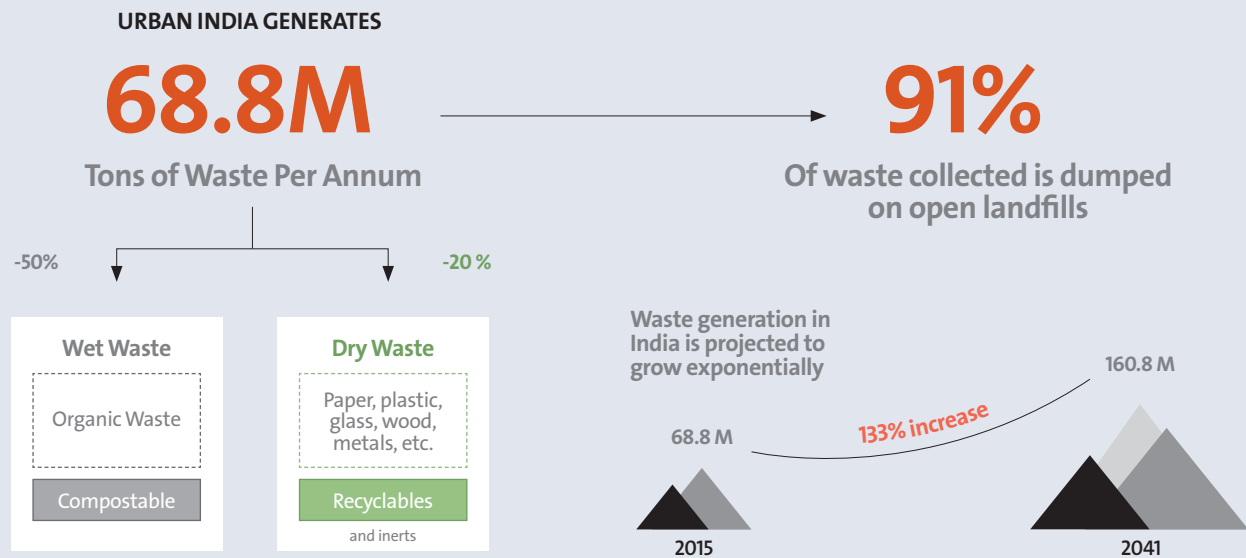 URBAN INDIA GENERATES
68.8M
Tons of Waste Per Annum
91%
Of waste collected is dumped
on open landfills
-50%
-20 %
Wet Waste
Organic Waste
Compostable
Dry Waste
Paper, plastic,
glass, wood,
metals, etc.
Recyclables
and inerts
Waste generation in
India is projected to
grow exponentially
68.8 M
133% increase
160.8 M
2015
2041